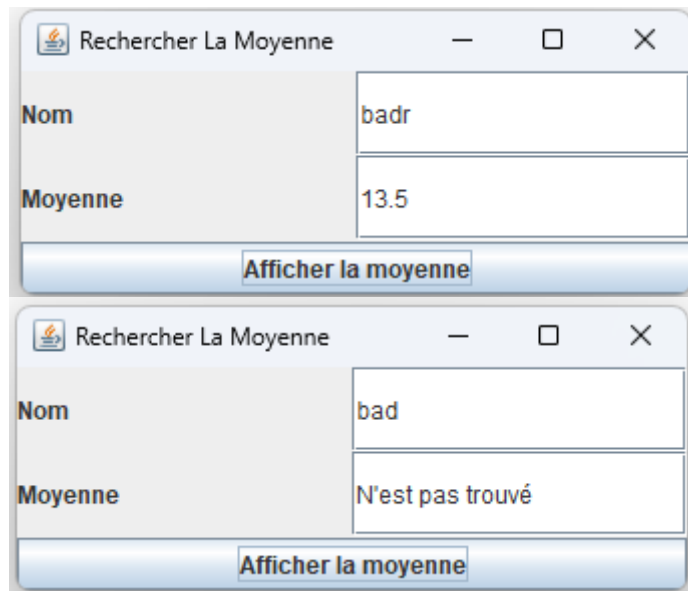 Rechercher La Moyenne
Nom badr
Moyenne 13.5
Afficher la moyenne
Rechercher La Moyenne
Nom bad
Moyenne N'est pas trouvé
Afficher la moyenne